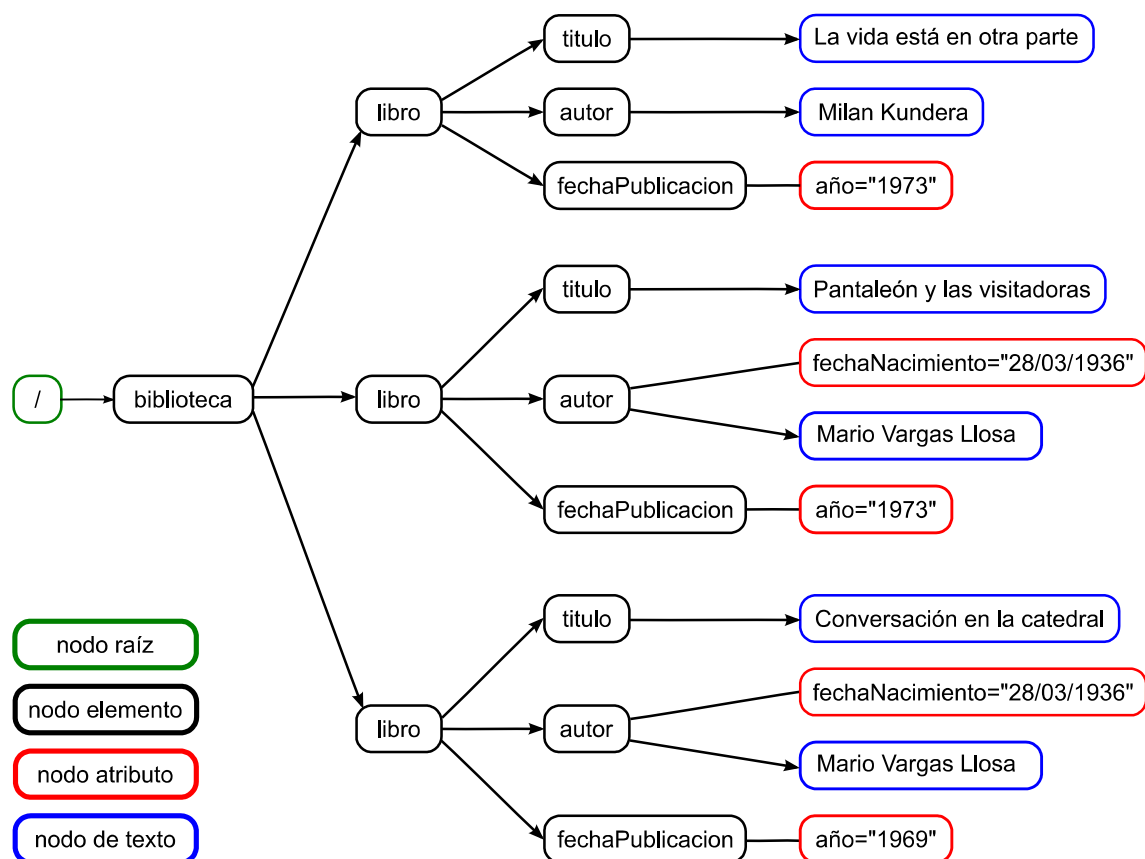 titulo
La vida está en otra parte
libro
autor
Milan Kundera
fechaPublicacion
año="1973"
titulo
Pantaleón y las visitadoras
fechaNacimiento="28/03/1936"
/
biblioteca
libro
autor
Mario Vargas Llosa
fechaPublicacion
año="1973"
titulo
Conversación en la catedral
fechaNacimiento="28/03/1936"
libro
autor
Mario Vargas Llosa
fechaPublicacion
año="1969"
nodo raíz
nodo elemento
nodo atributo
nodo de texto